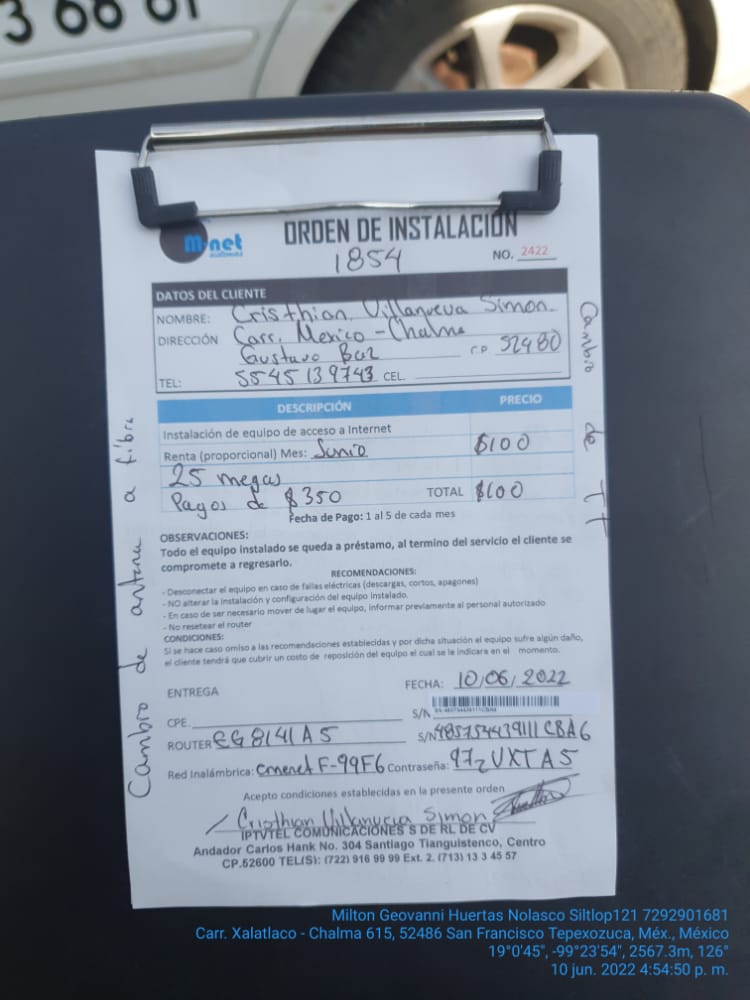 3 66 61
M-net
ORDEN DE INSTALACIÓN
1854
NO. 2422
DATOS DEL CLIENTE
NOMBRE: Cristhian Villanueva Simon
DIRECCIÓN Carr. Mexico - Chalma
Gustavo Baz C.P 52480
TEL: 5545139743 CEL.
DESCRIPCIÓN PRECIO
Instalación de equipo de acceso a Internet
Renta (proporcional) Mes: Junio $100
25 megas
Pagos de $350 TOTAL $100
Fecha de Pago: 1 al 5 de cada mes
OBSERVACIONES:
Todo el equipo instalado se queda a préstamo, al termino del servicio el cliente se
compromete a regresarlo.
RECOMENDACIONES:
- Desconectar el equipo en caso de fallas eléctricas (descargas, cortos, apagones)
- NO alterar la instalación y configuración del equipo instalado.
- En caso de ser necesario mover de lugar el equipo, informar previamente al personal autorizado
- No resetear el router
CONDICIONES:
Si se hace caso omiso a las recomendaciones establecidas y por dicha situación el equipo sufre algún daño,
el cliente tendrá que cubrir un costo de reposición del equipo el cual se le indicara en el momento.
FECHA: 10/06/2022
ENTREGA
CPE S/N
ROUTER EG8141A5 S/N 485754439111C8A6
Red Inalámbrica: emenet F-99F6 Contraseña: 97zUXTA5
Acepto condiciones establecidas en la presente orden
Cristhian Villanueva Simon
IPTVTEL COMUNICACIONES S DE RL DE CV
Andador Carlos Hank No. 304 Santiago Tianguistenco, Centro
CP.52600 TEL(S): (722) 916 99 99 Ext. 2. (713) 13 3 45 57
Cambio de antena a fibra
Cambio de TT
Milton Geovanni Huertas Nolasco Siltlop121 7292901681
Carr. Xalatlaco - Chalma 615, 52486 San Francisco Tepexozuca, Méx., México
19°0'45", -99°23'54", 2567.3m, 126°
10 jun. 2022 4:54:50 p. m.